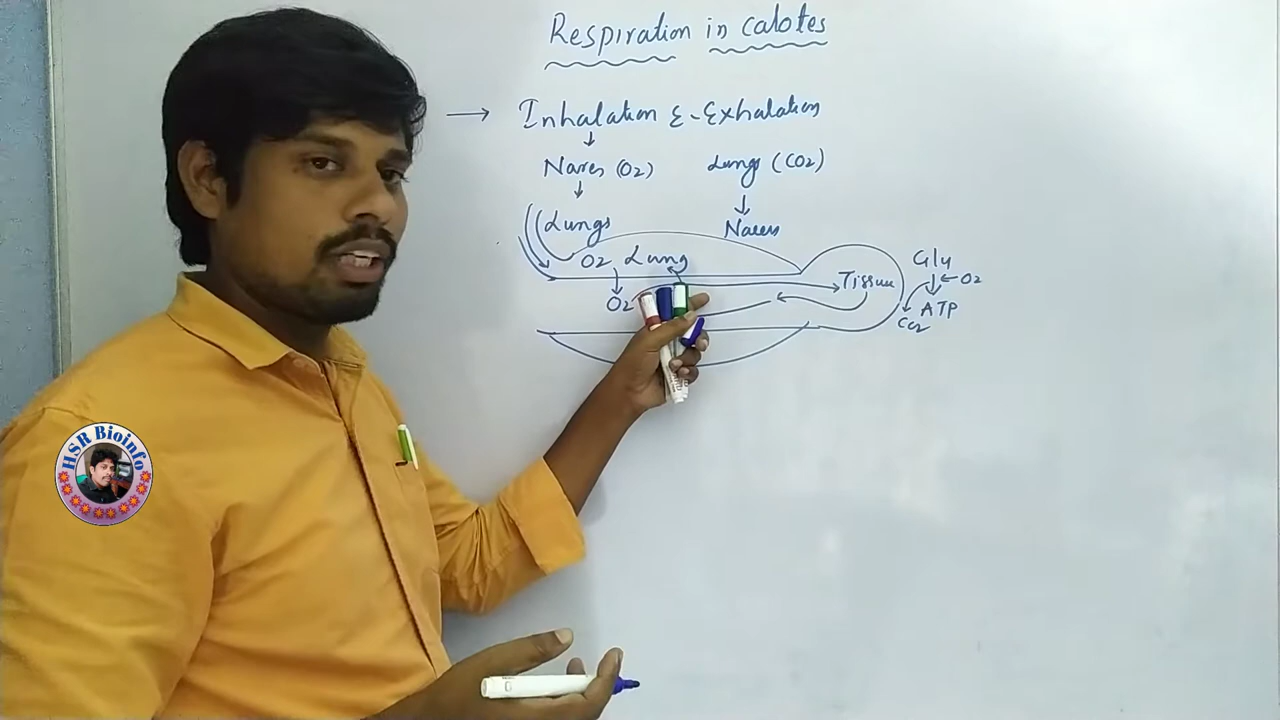 Respiration in calotes
→ Inhalation & Exhalation
Nares (O2) Lungs (CO2)
Lungs Nares
O2 Lung
O2
Tissue
Glu
O2
ATP
CO2
HSR Bioinfo